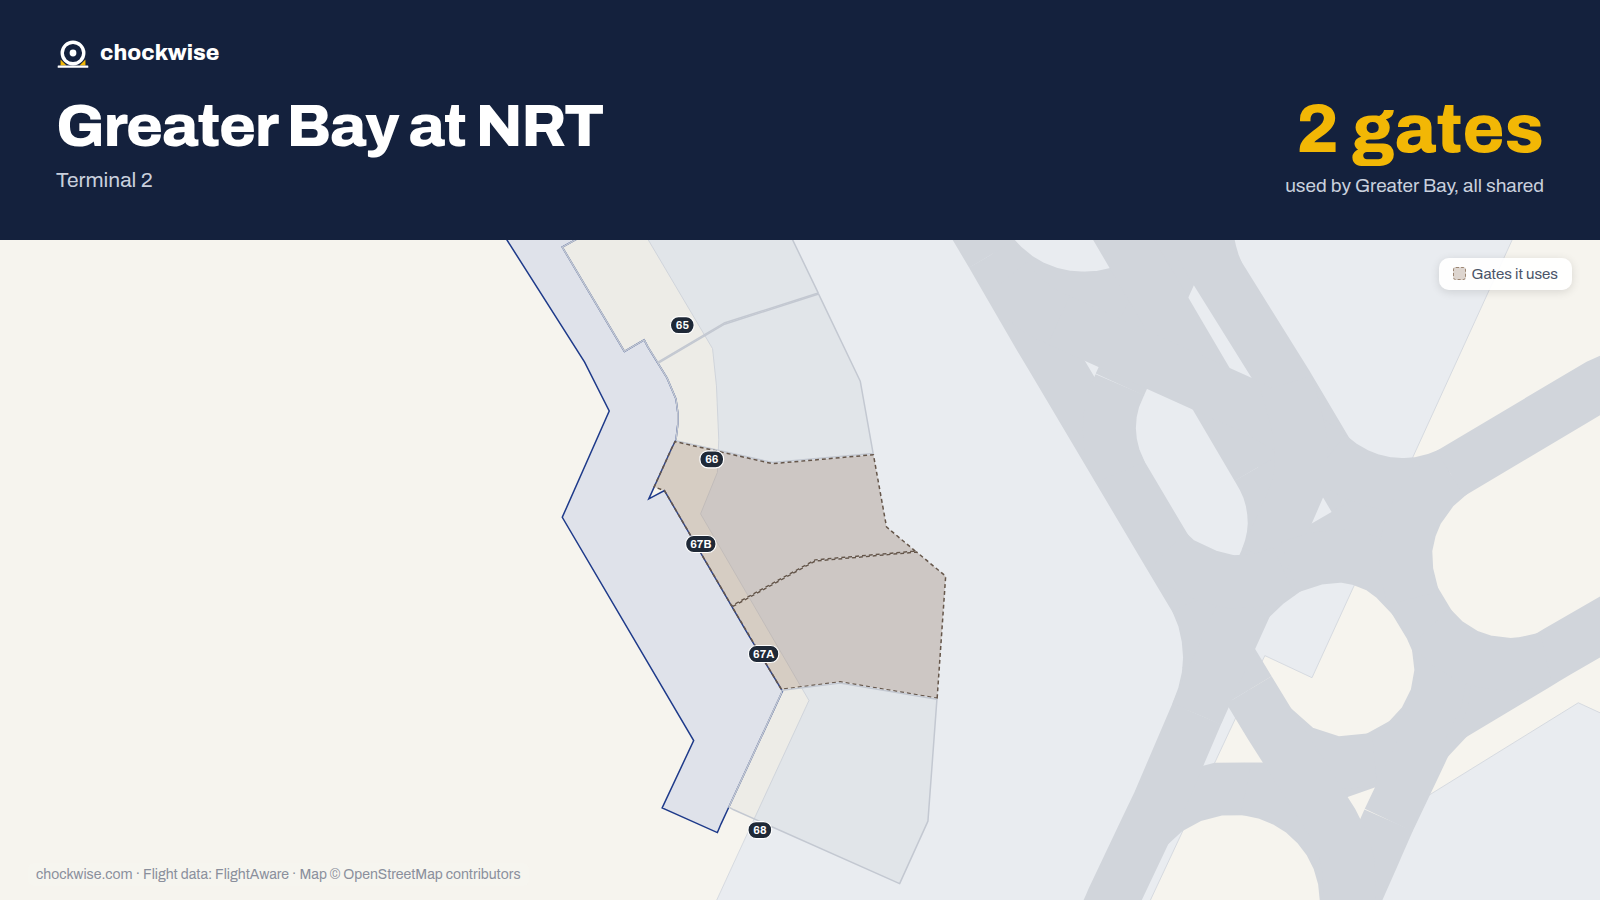 chockwise
Greater Bay at NRT
Terminal 2
2 gates
used by Greater Bay, all shared
Gates it uses
65
66
67B
67A
68
chockwise.com · Flight data: FlightAware · Map © OpenStreetMap contributors